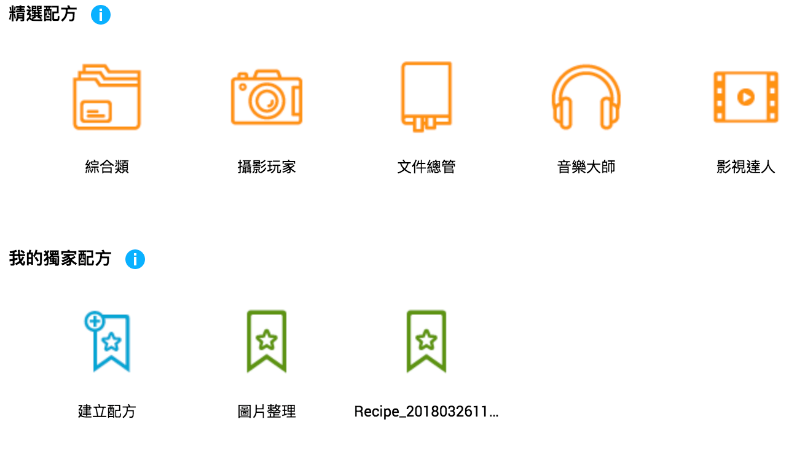 精選配方
綜合類
攝影玩家
文件總管
音樂大師
影視達人
我的獨家配方
建立配方
圖片整理
Recipe_2018032611...